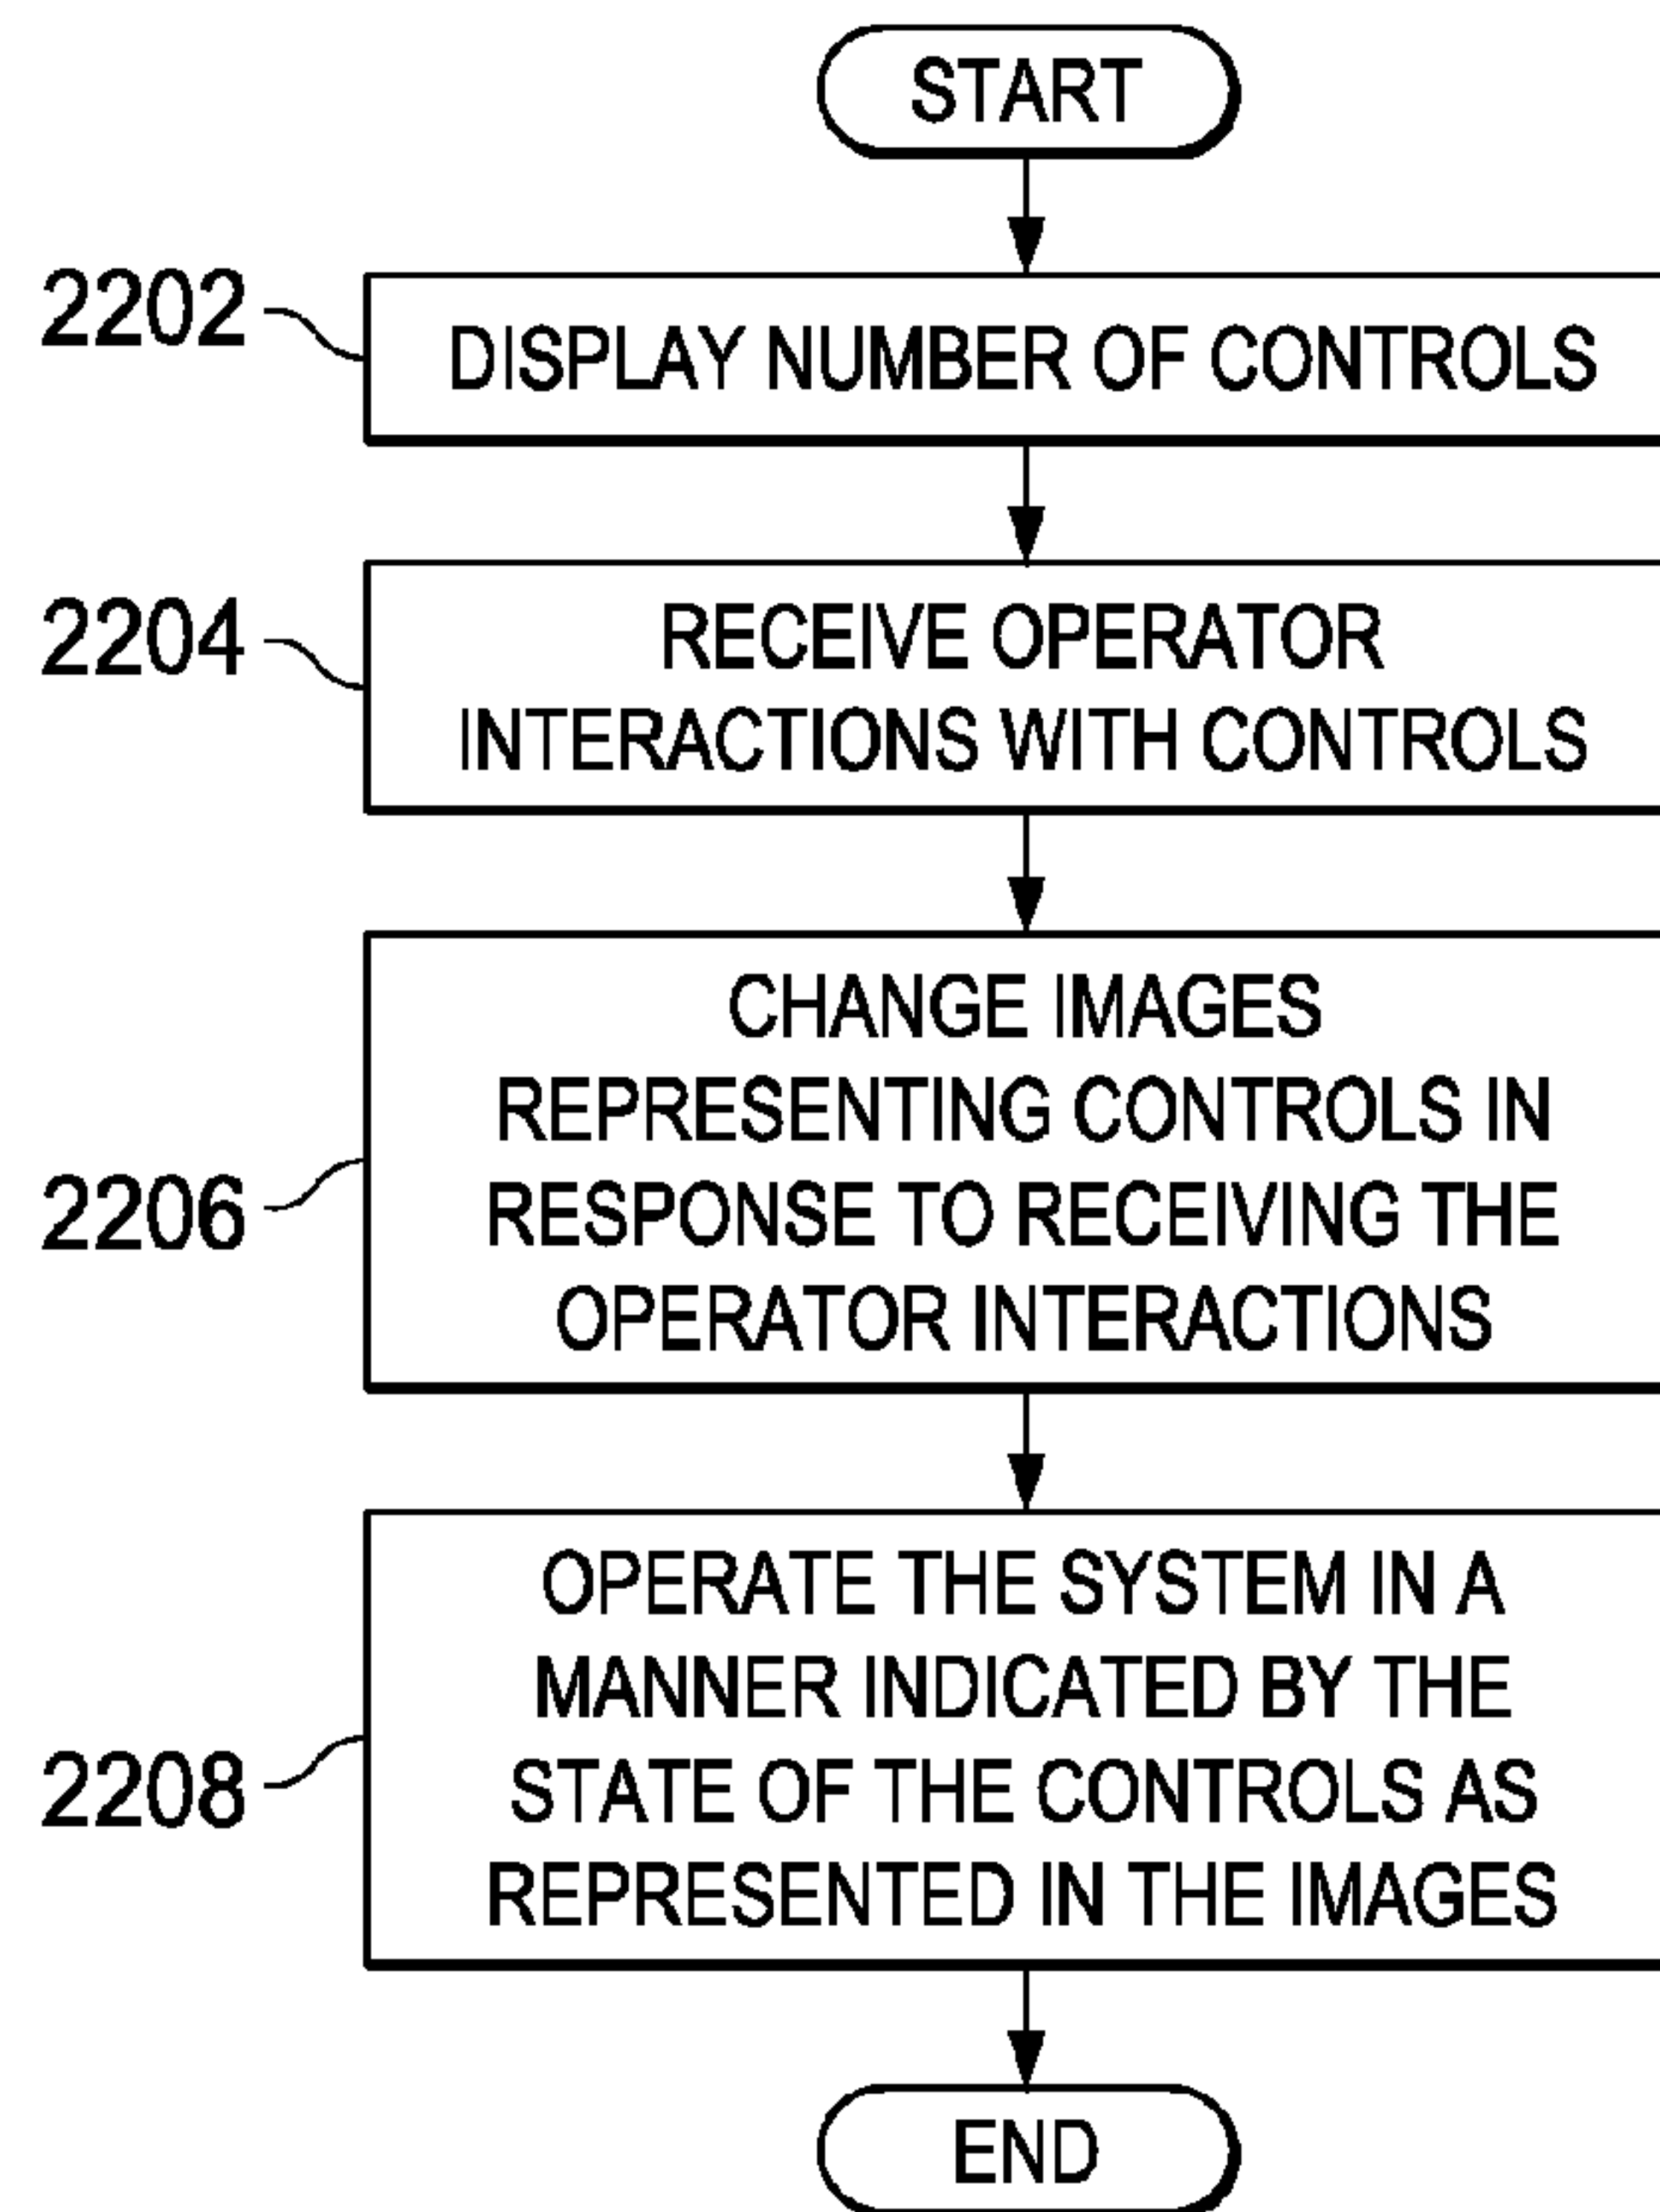 START
2202
DISPLAY NUMBER OF CONTROLS
2204
RECEIVE OPERATOR
INTERACTIONS WITH CONTROLS
CHANGE IMAGES
REPRESENTING CONTROLS IN
2206
RESPONSE TO RECEIVING THE
OPERATOR INTERACTIONS
OPERATE THE SYSTEM IN A
MANNER INDICATED BY THE
2208
STATE OF THE CONTROLS AS
REPRESENTED IN THE IMAGES
END